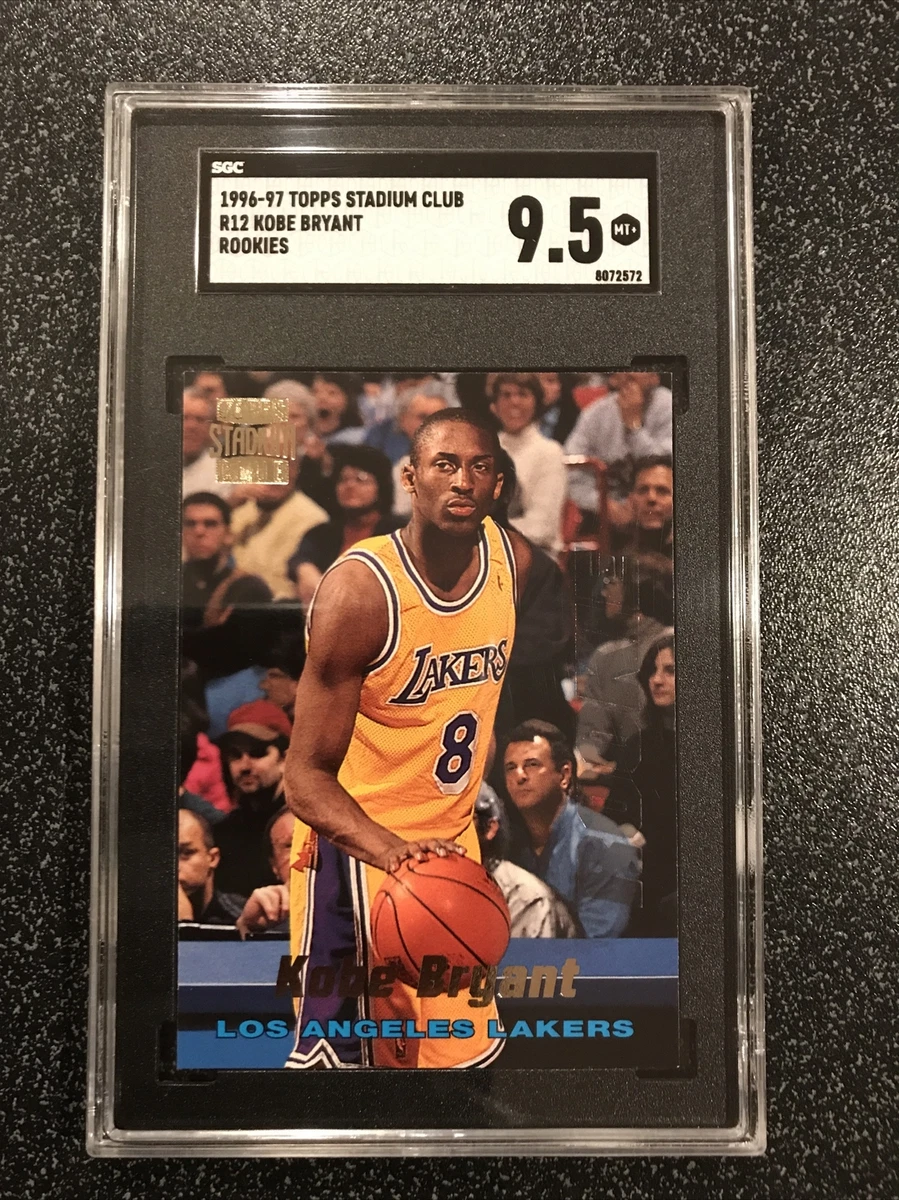 SGC
1996-97 TOPPS STADIUM CLUB
R12 KOBE BRYANT
ROOKIES
9.5
MT+
8072572
TOPPS
STADIUM
CLUB
LAKERS
8
Kobe Bryant
LOS ANGELES LAKERS